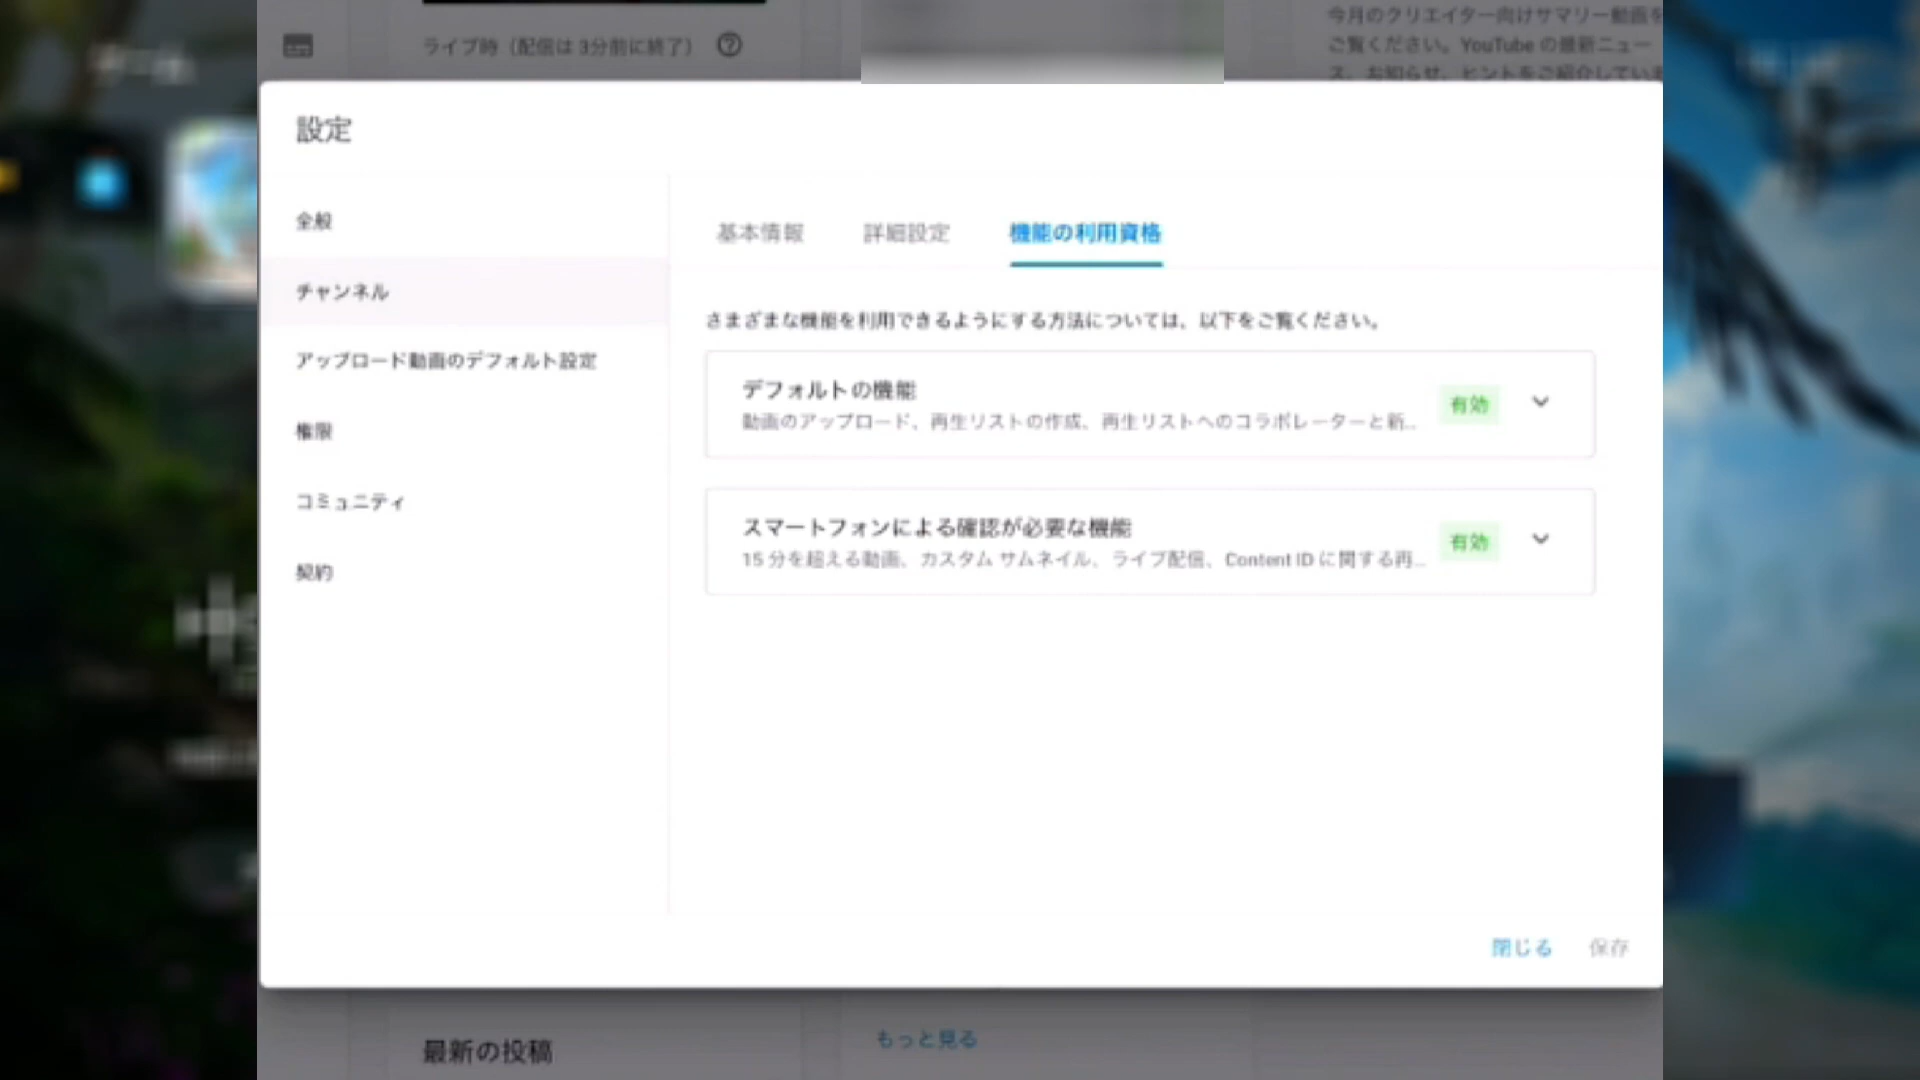 ライブ時（配信は 3分前に終了）
今月のクリエイター向けサマリー動画を
ご覧ください。YouTube の最新ニュー
ス、お知らせ、ヒントをご紹介していま
設定
全般
チャンネル
アップロード動画のデフォルト設定
権限
コミュニティ
契約
基本情報
詳細設定
機能の利用資格
さまざまな機能を利用できるようにする方法については、以下をご覧ください。
デフォルトの機能
動画のアップロード、再生リストの作成、再生リストへのコラボレーターと新…
有効
スマートフォンによる確認が必要な機能
15 分を超える動画、カスタム サムネイル、ライブ配信、Content ID に関する再…
有効
閉じる
保存
最新の投稿
もっと見る